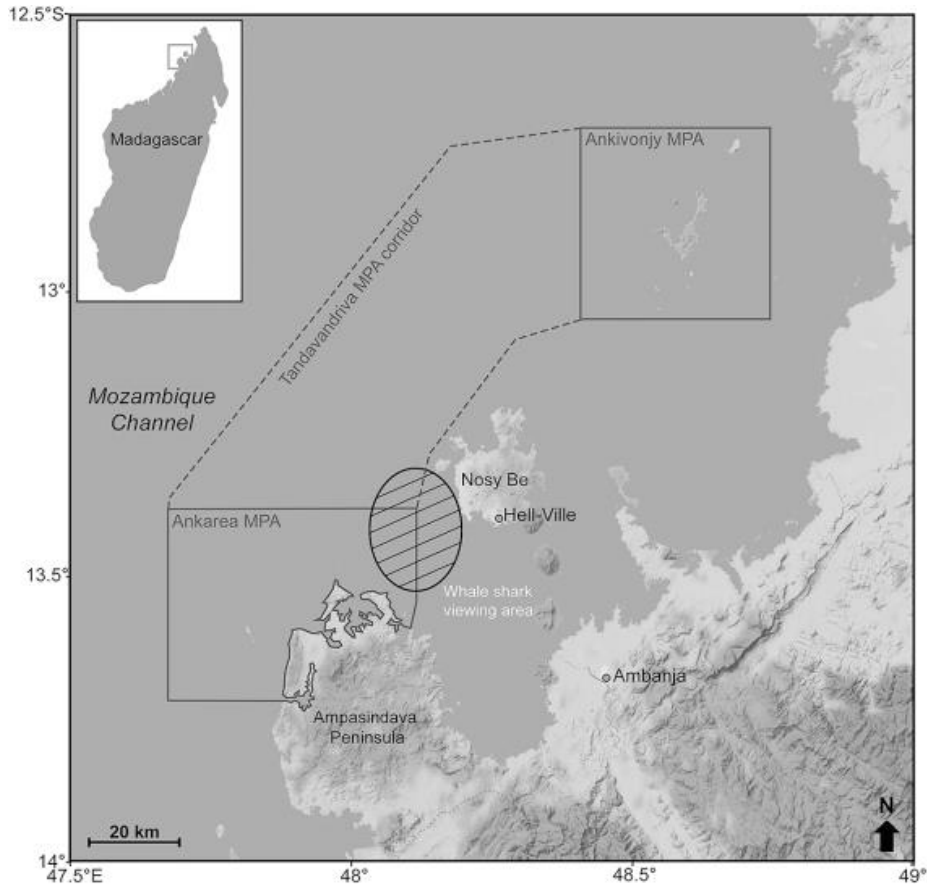 12.5°S
Madagascar
Ankivonjy MPA
Tandavandriva MPA corridor
13°
Mozambique
Channel
Nosy Be
Hell-Ville
Ankarea MPA
13.5°
Whale shark
viewing area
Ambanja
Ampasindava
Peninsula
N
20 km
14°
47.5°E
48°
48.5°
49°